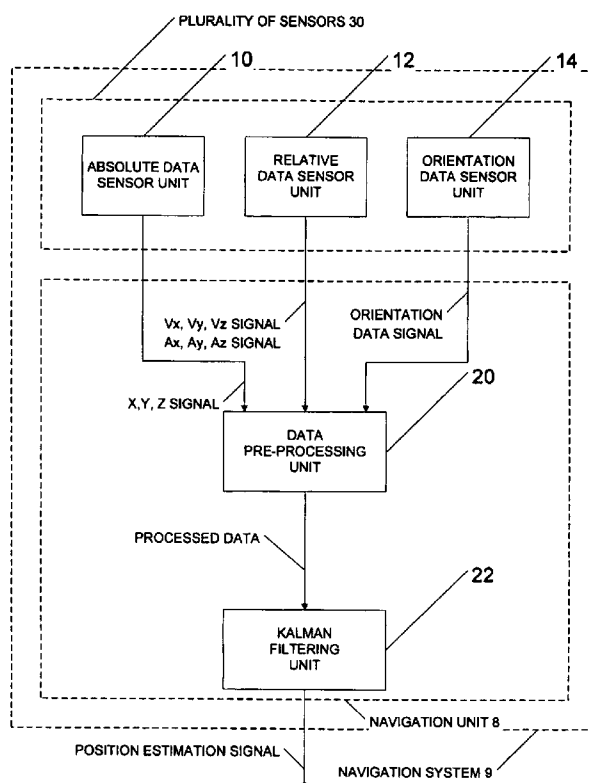 PLURALITY OF SENSORS 30
10
12
14
ABSOLUTE DATA
SENSOR UNIT
RELATIVE
DATA SENSOR
UNIT
ORIENTATION
DATA SENSOR
UNIT
Vx, Vy, Vz SIGNAL
Ax, Ay, Az SIGNAL
ORIENTATION
DATA SIGNAL
X,Y, Z SIGNAL
20
DATA
PRE-PROCESSING
UNIT
PROCESSED DATA
22
KALMAN
FILTERING
UNIT
NAVIGATION UNIT 8
POSITION ESTIMATION SIGNAL
NAVIGATION SYSTEM 9